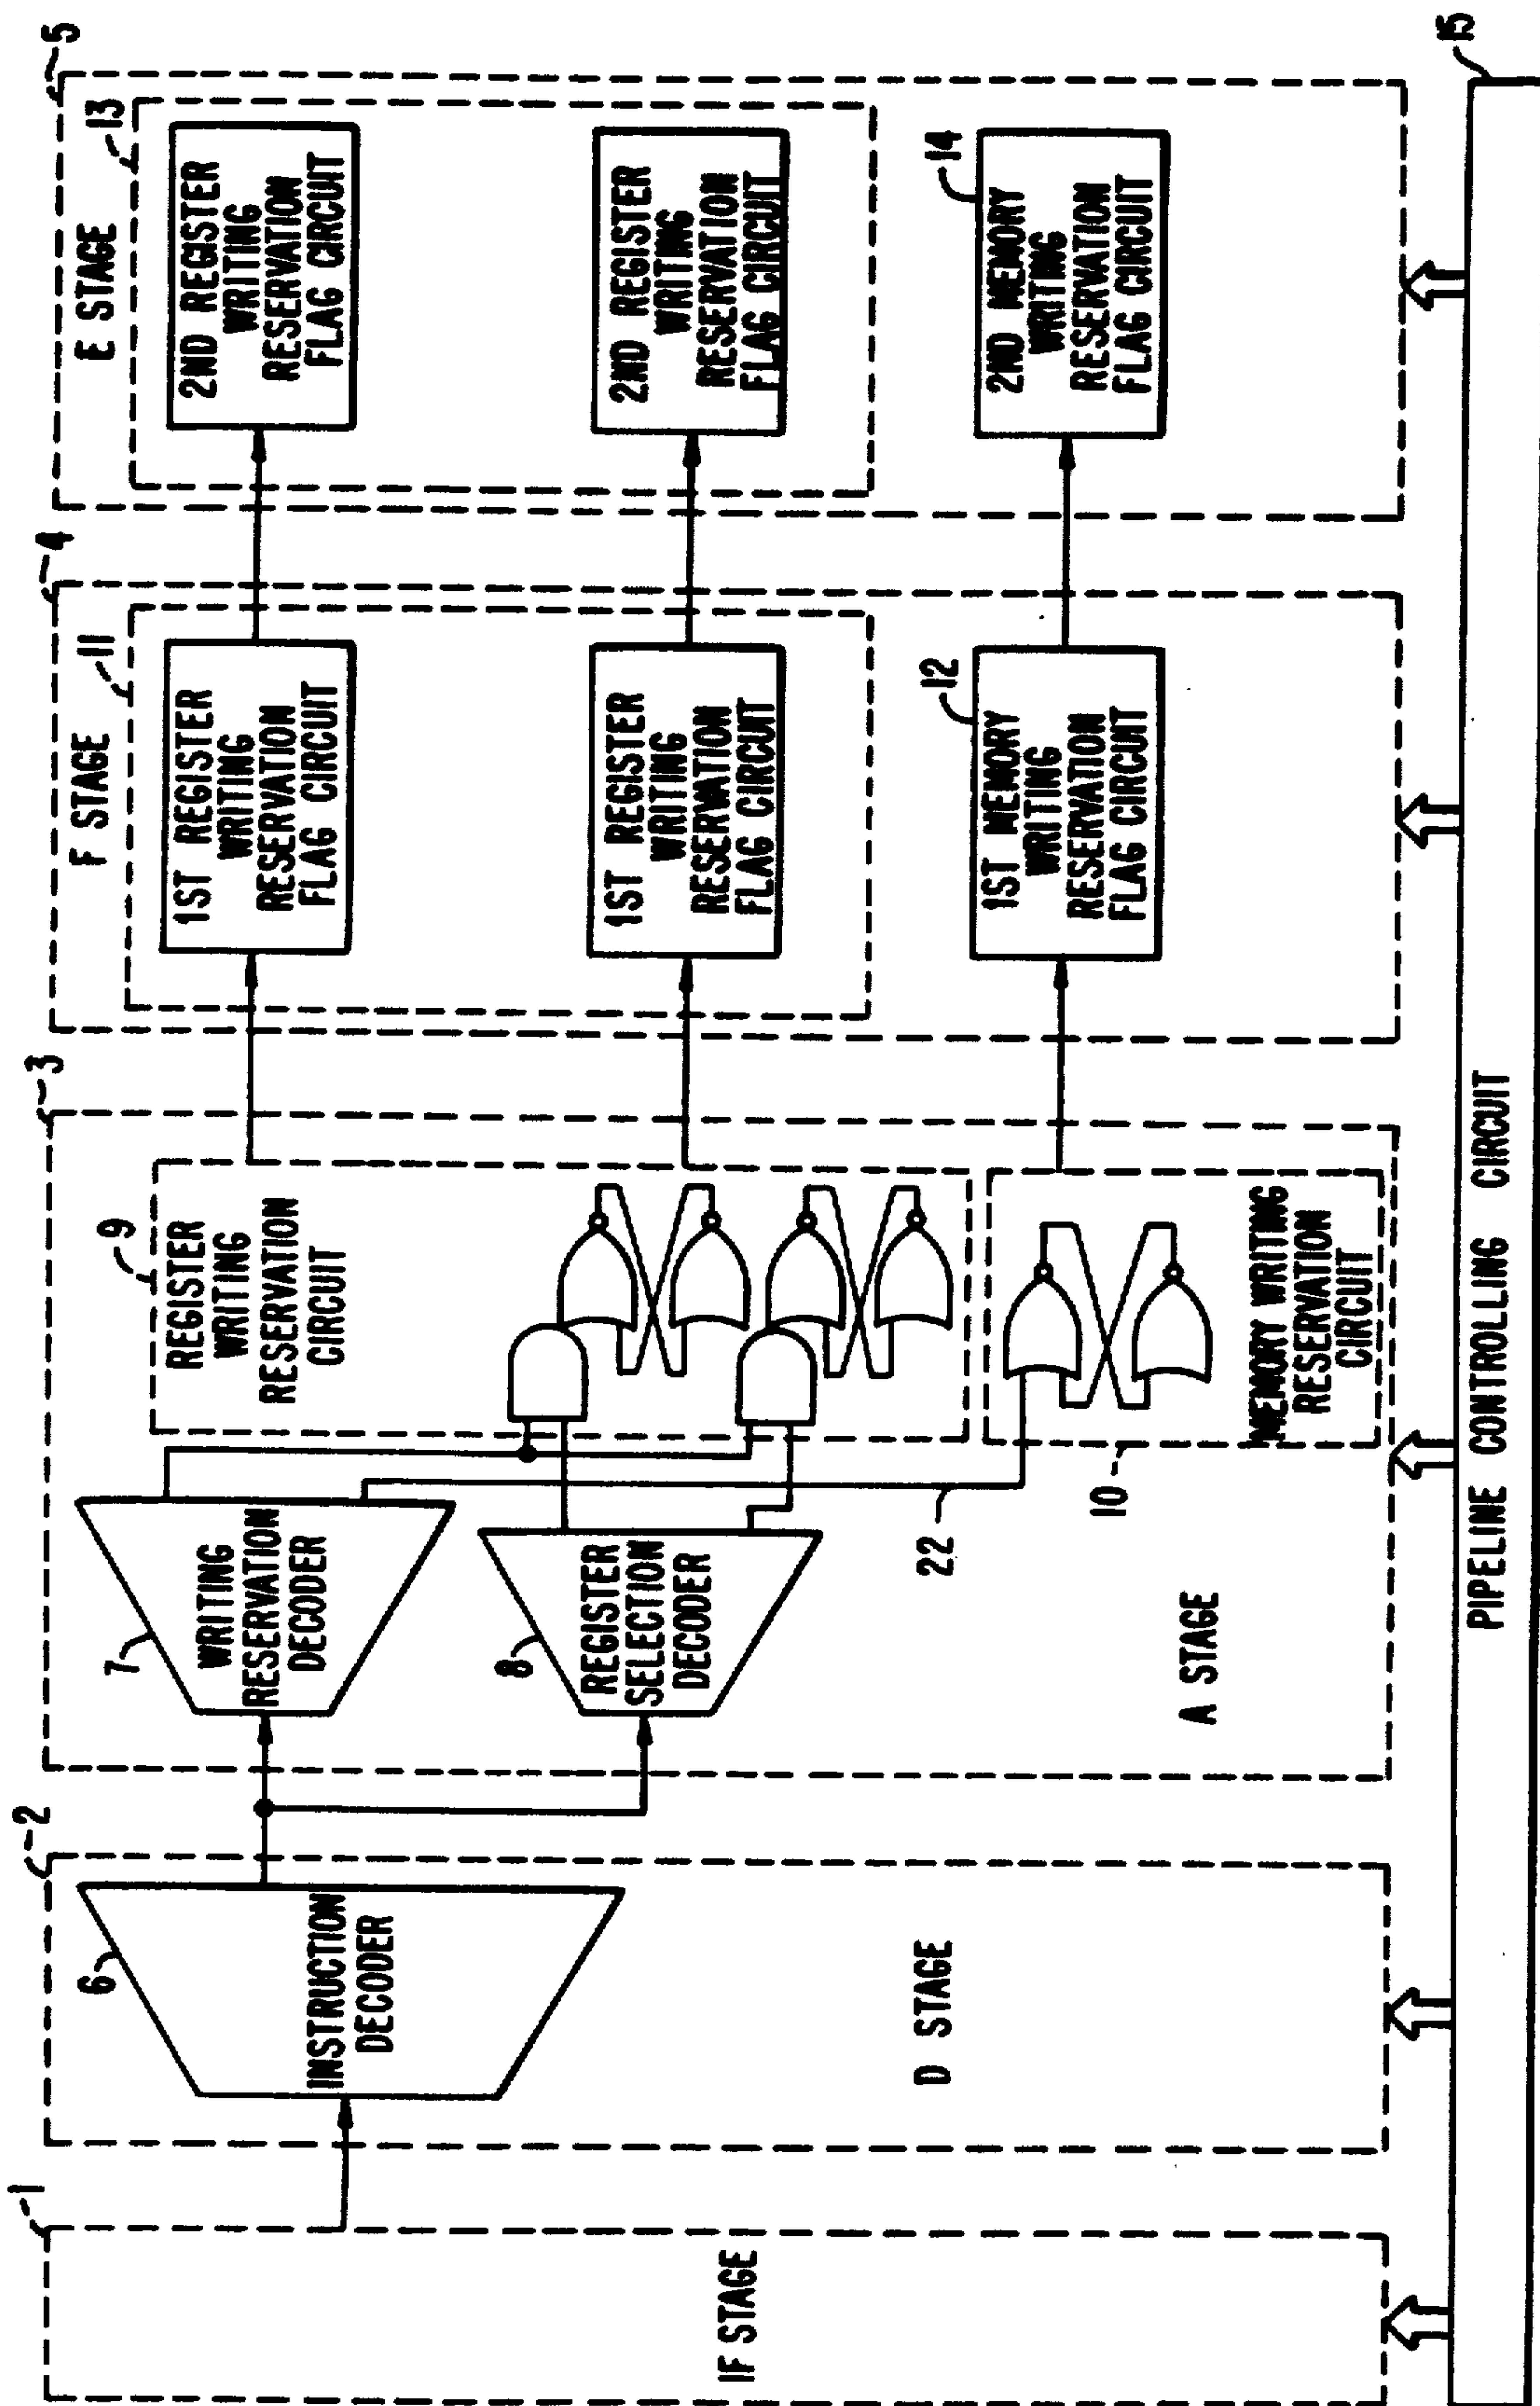 1
IF STAGE
2
6
INSTRUCTION
DECODER
D STAGE
3
7
WRITING
RESERVATION
DECODER
8
REGISTER
SELECTION
DECODER
22
A STAGE
9
REGISTER
WRITING
RESERVATION
CIRCUIT
10
MEMORY WRITING
RESERVATION
CIRCUIT
4
F STAGE
11
1ST REGISTER
WRITING
RESERVATION
FLAG CIRCUIT
1ST REGISTER
WRITING
RESERVATION
FLAG CIRCUIT
12
1ST MEMORY
WRITING
RESERVATION
FLAG CIRCUIT
5
E STAGE
13
2ND REGISTER
WRITING
RESERVATION
FLAG CIRCUIT
2ND REGISTER
WRITING
RESERVATION
FLAG CIRCUIT
14
2ND MEMORY
WRITING
RESERVATION
FLAG CIRCUIT
15
PIPELINE CONTROLLING CIRCUIT